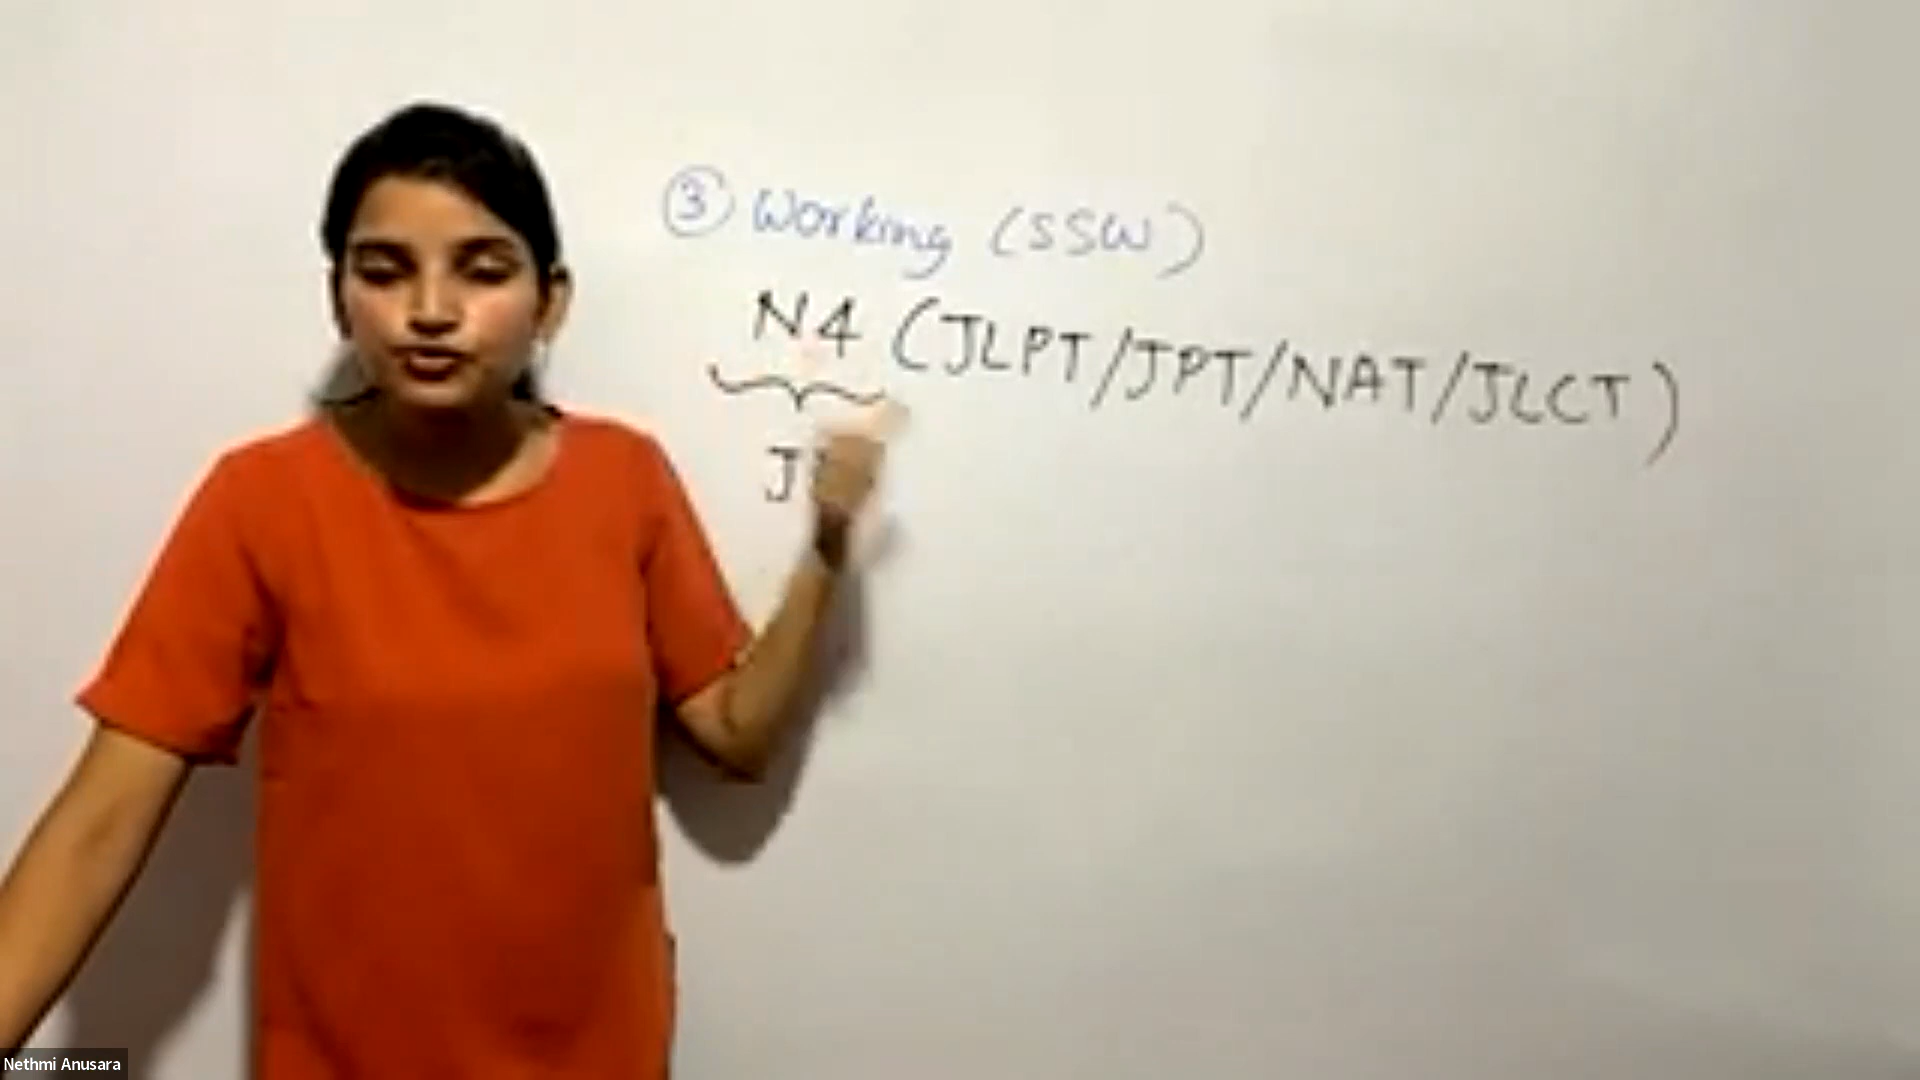 ③ Working (SSW)
N4 (JLPT/JPT/NAT/JLCT)
Nethmi Anusara